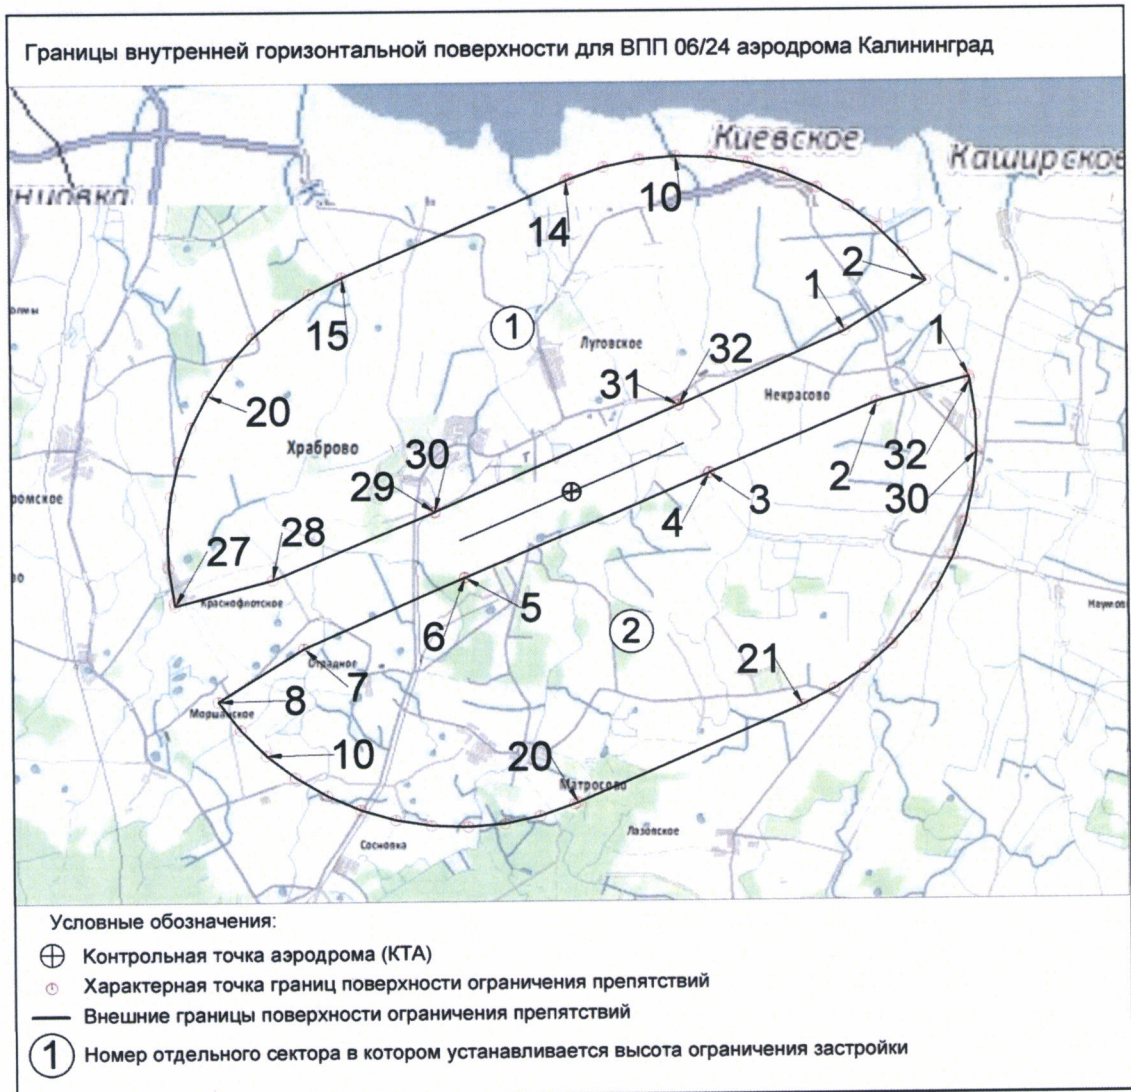 Границы внутренней горизонтальной поверхности для ВПП 06/24 аэродрома Калининград
Киевское
Каширское
10
14
2
1
15
1
Луговское
32
1
31
Некрасово
20
Храброво
30
32
29
2
30
3
4
28
27
Краснофлотское
5
6
2
21
Отрадное
7
8
10
20
Матросово
Лазовское
Сосновка
Условные обозначения:
Контрольная точка аэродрома (КТА)
Характерная точка границ поверхности ограничения препятствий
Внешние границы поверхности ограничения препятствий
1 Номер отдельного сектора в котором устанавливается высота ограничения застройки